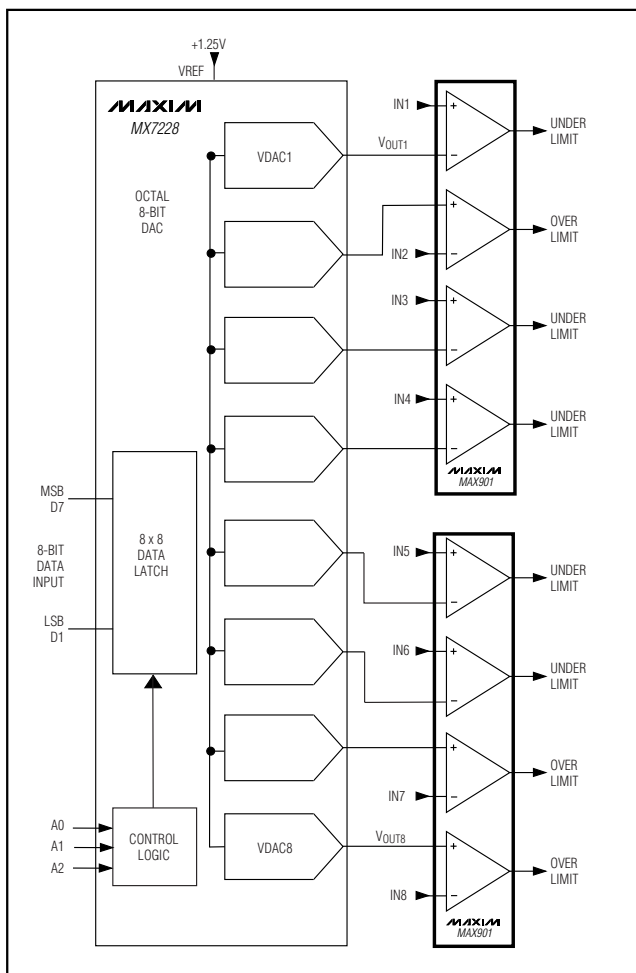 +1.25V
VREF
MAXIM
MX7228
OCTAL
8-BIT
DAC
VDAC1
VOUT1
IN1
+
−
UNDER
LIMIT
+
−
IN2
OVER
LIMIT
IN3
+
−
UNDER
LIMIT
IN4
+
−
UNDER
LIMIT
MAXIM
MAX901
MSB
D7
8-BIT
DATA
INPUT
LSB
D1
8 x 8
DATA
LATCH
IN5
+
−
UNDER
LIMIT
IN6
+
−
UNDER
LIMIT
+
−
IN7
OVER
LIMIT
A0
A1
A2
CONTROL
LOGIC
VDAC8
VOUT8
+
−
IN8
OVER
LIMIT
MAXIM
MAX901